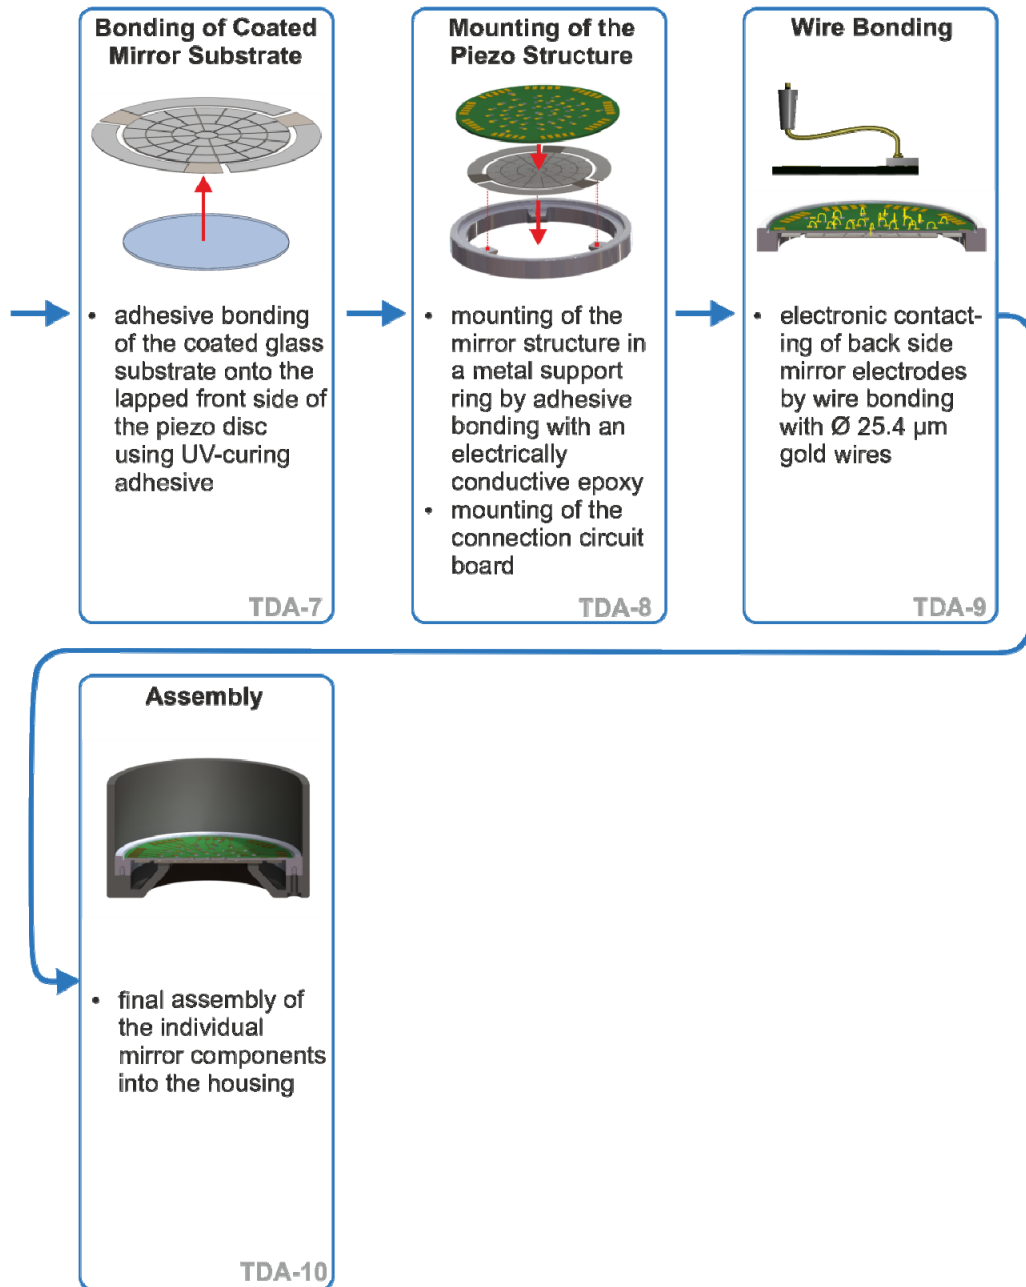 Bonding of Coated
Mirror Substrate
• adhesive bonding
of the coated glass
substrate onto the
lapped front side of
the piezo disc
using UV-curing
adhesive
TDA-7
Mounting of the
Piezo Structure
• mounting of the
mirror structure in
a metal support
ring by adhesive
bonding with an
electrically
conductive epoxy
• mounting of the
connection circuit
board
TDA-8
Wire Bonding
• electronic contact-
ing of back side
mirror electrodes
by wire bonding
with Ø 25.4 µm
gold wires
TDA-9
Assembly
• final assembly of
the individual
mirror components
into the housing
TDA-10